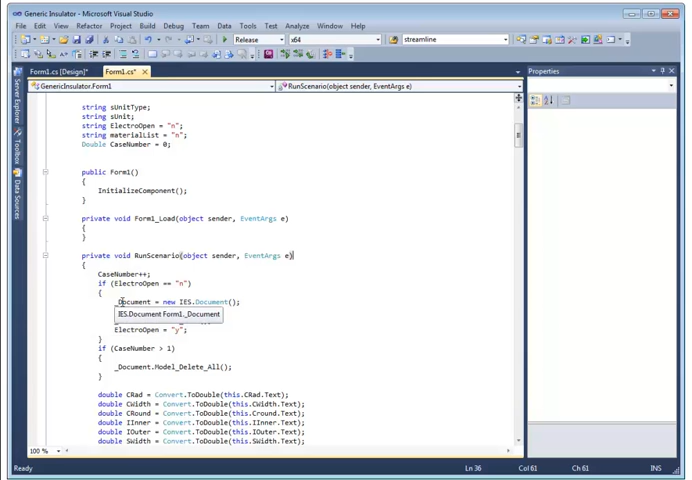 Generic Insulator - Microsoft Visual Studio
File Edit View Refactor Project Build Debug Team Data Tools Test Analyze Window Help
Release x64 streamline
Form1.cs [Design]* Form1.cs*
GenericInsulator.Form1 RunScenario(object sender, EventArgs e)
Properties
Server Explorer
Toolbox
Data Sources
string sUnitType;
string sUnit;
string ElectroOpen = "n";
string materialList = "n";
Double CaseNumber = 0;
public Form1()
{
InitializeComponent();
}
private void Form1_Load(object sender, EventArgs e)
{
}
private void RunScenario(object sender, EventArgs e)
{
CaseNumber++;
if (ElectroOpen == "n")
{
_Document = new IES.Document();
IES.Document Form1._Document
ElectroOpen = "y";
}
if (CaseNumber > 1)
{
_Document.Model_Delete_All();
}
double CRad = Convert.ToDouble(this.CRad.Text);
double CWidth = Convert.ToDouble(this.CWidth.Text);
double CRound = Convert.ToDouble(this.Cround.Text);
double IInner = Convert.ToDouble(this.IInner.Text);
double IOuter = Convert.ToDouble(this.IOuter.Text);
double SWidth = Convert.ToDouble(this.SWidth.Text);
100 %
Ready Ln 36 Col 61 Ch 61 INS